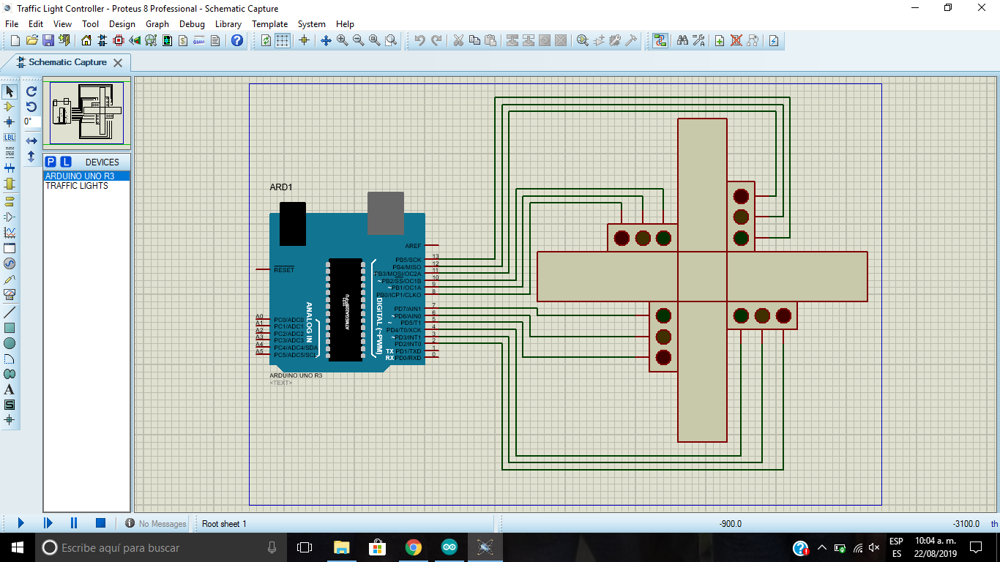 Traffic Light Controller - Proteus 8 Professional - Schematic Capture
File Edit View Tool Design Graph Debug Library Template System Help
Schematic Capture
0°
P L DEVICES
ARDUINO UNO R3
TRAFFIC LIGHTS
LBL
A
S
ARD1
AREF
RESET
13 PB5/SCK
12 PB4/MISO
11 PB3/MOSI/OC2A
10 ~PB2/SS/OC1B
9 ~PB1/OC1A
8 PB0/ICP1/CLKO
7 PD7/AIN1
6 ~PD6/AIN0
5 ~PD5/T1
4 PD4/T0/XCK
3 ~PD3/INT1
2 PD2/INT0
1 TX PD1/TXD
0 RX PD0/RXD
DIGITAL (~PWM)
ANALOG IN
A0 PC0/ADC0
A1 PC1/ADC1
A2 PC2/ADC2
A3 PC3/ADC3
A4 PC4/ADC4/SDA
A5 PC5/ADC5/SCL
ARDUINO UNO R3
<TEXT>
No Messages
Root sheet 1
-900.0
-3100.0
th
Escribe aquí para buscar
ESP
ES
10:04 a. m.
22/08/2019